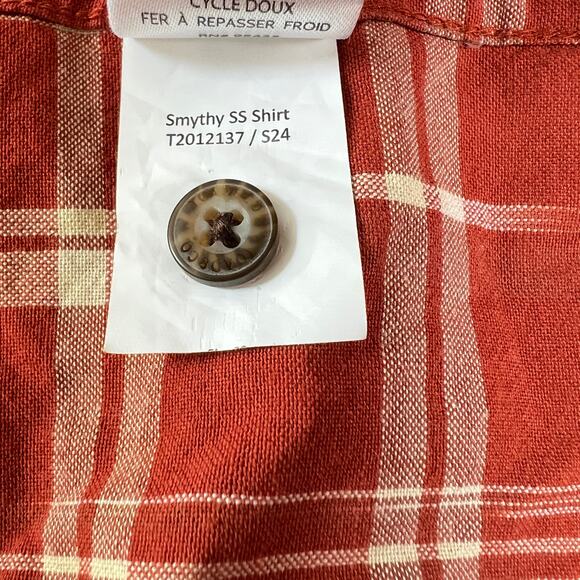 CYCLE DOUX
FER À REPASSER FROID
Smythy SS Shirt
T2012137 / S24